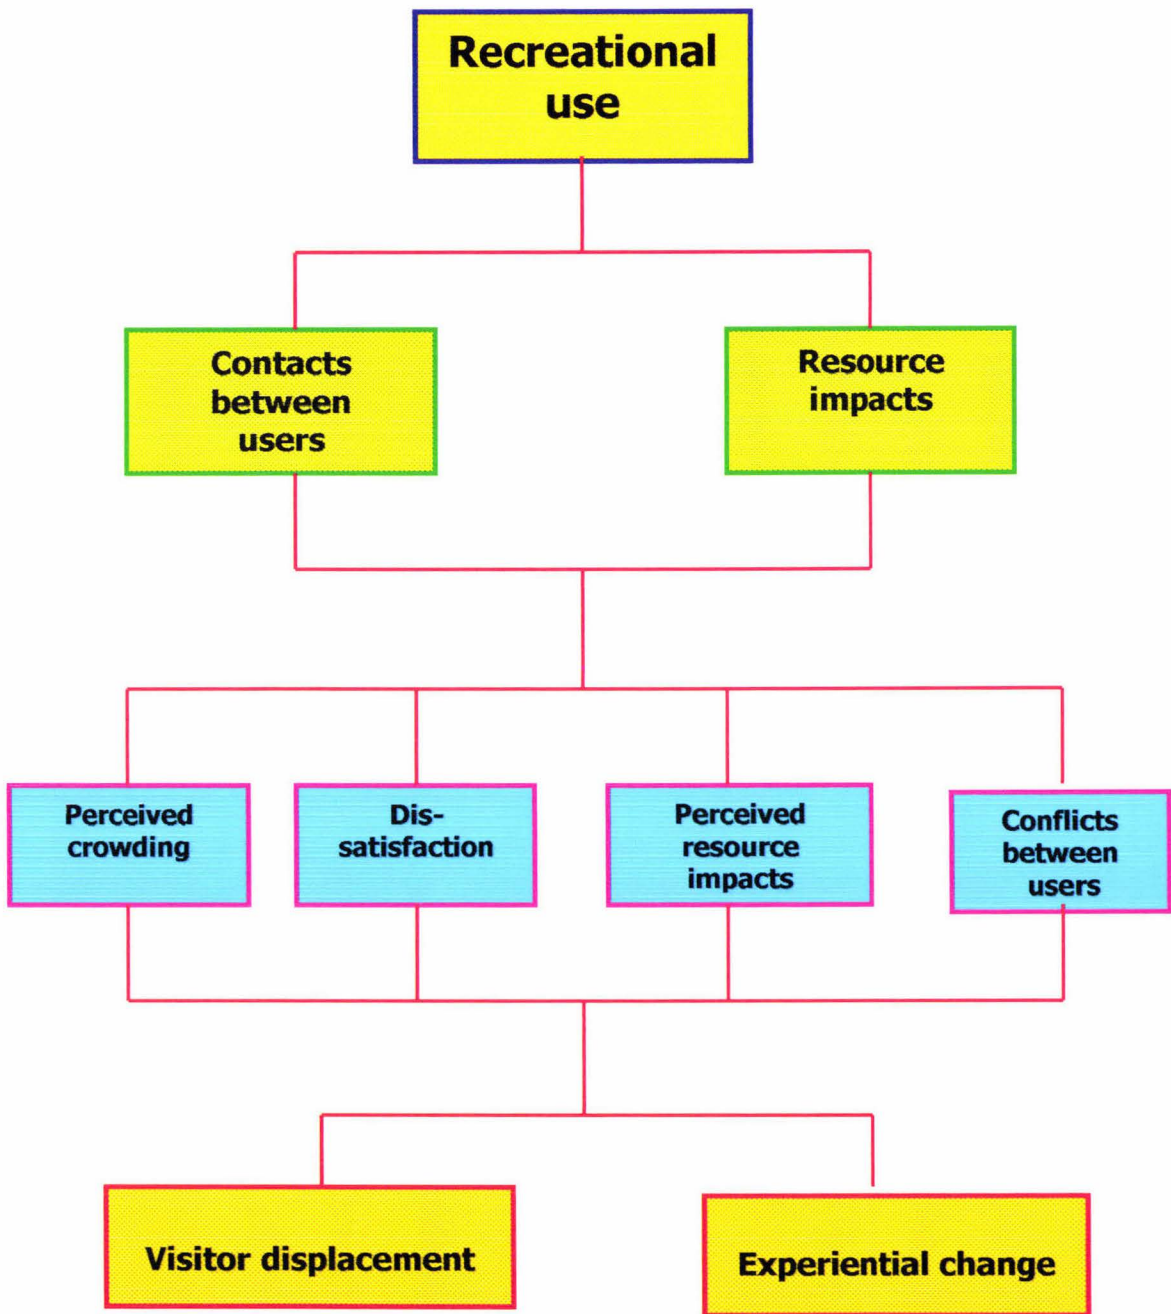 Recreational
use
Contacts
between
users
Resource
impacts
Perceived
crowding
Dis-
satisfaction
Perceived
resource
impacts
Conflicts
between
users
Visitor displacement
Experiential change